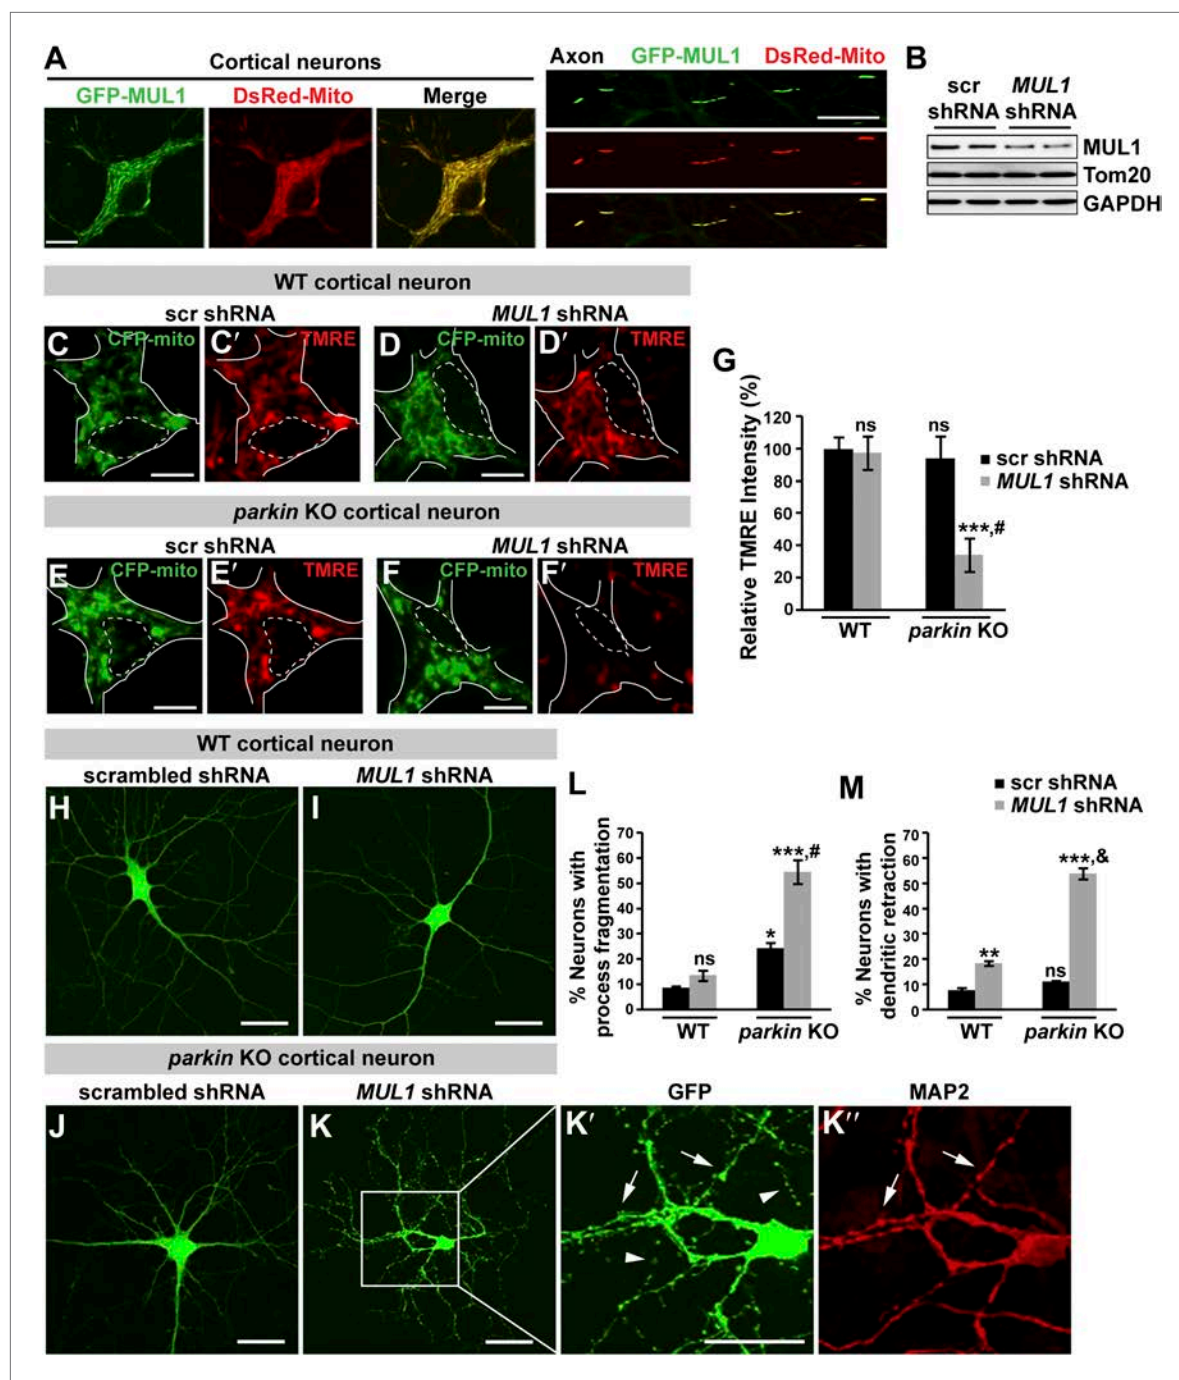 A
Cortical neurons
GFP-MUL1 DsRed-Mito Merge
Axon GFP-MUL1 DsRed-Mito
B
scr shRNA
MUL1 shRNA
MUL1
Tom20
GAPDH
WT cortical neuron
scr shRNA MUL1 shRNA
C CFP-mito C′ TMRE D CFP-mito D′ TMRE
parkin KO cortical neuron
scr shRNA MUL1 shRNA
E CFP-mito E′ TMRE F CFP-mito F′ TMRE
G
Relative TMRE Intensity (%)
120
100
80
60
40
20
0
ns ns
***,#
scr shRNA
MUL1 shRNA
WT parkin KO
WT cortical neuron
scrambled shRNA MUL1 shRNA
H I
parkin KO cortical neuron
scrambled shRNA MUL1 shRNA
J K
L
% Neurons with
process fragmentation
70
60
50
40
30
20
10
0
ns * ***,#
WT parkin KO
M
scr shRNA
MUL1 shRNA
% Neurons with
dendritic retraction
70
60
50
40
30
20
10
0
** ns ***,&
WT parkin KO
GFP MAP2
K′ K″